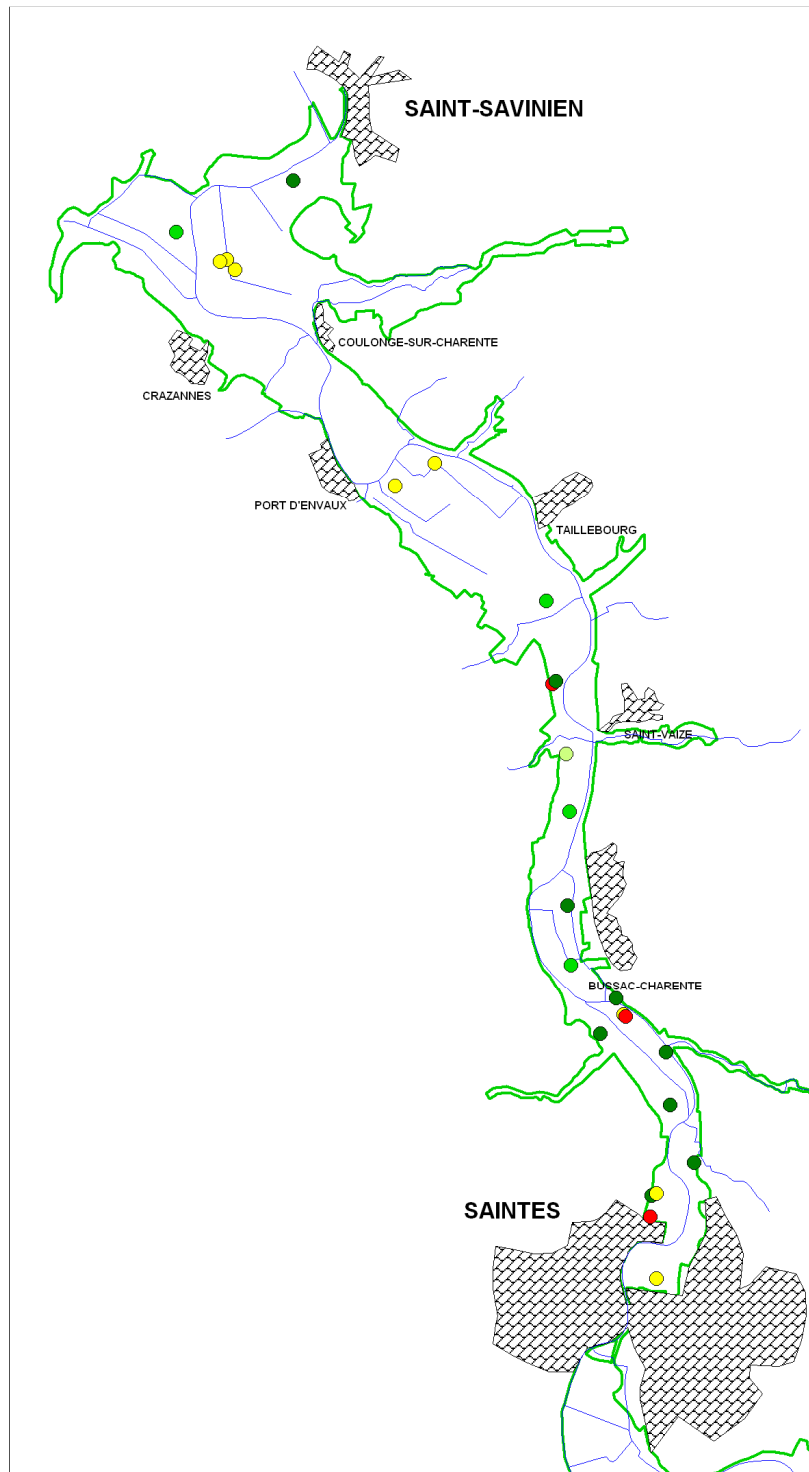 SAINT-SAVINIEN
COULONGE-SUR-CHARENTE
CRAZANNES
PORT D'ENVAUX
TAILLEBOURG
SAINT-VAIZE
BUSSAC-CHARENTE
SAINTES